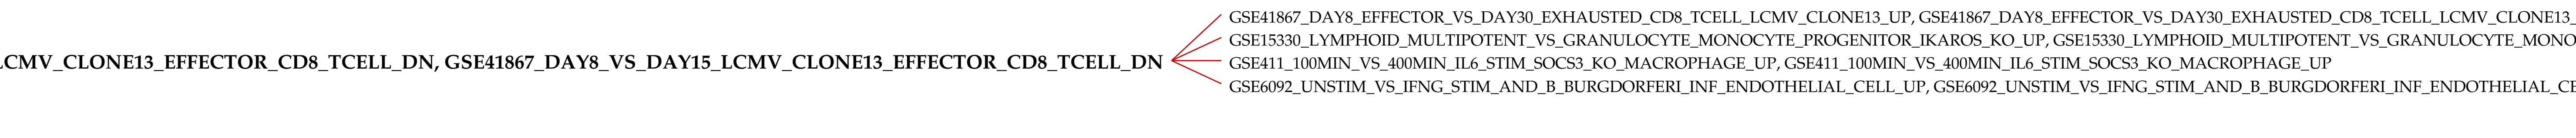 GSE41867_DAY8_EFFECTOR_VS_DAY30_EXHAUSTED_CD8_TCELL_LCMV_CLONE13_UP, GSE41867_DAY8_EFFECTOR_VS_DAY30_EXHAUSTED_CD8_TCELL_LCMV_CLONE13_
GSE15330_LYMPHOID_MULTIPOTENT_VS_GRANULOCYTE_MONOCYTE_PROGENITOR_IKAROS_KO_UP, GSE15330_LYMPHOID_MULTIPOTENT_VS_GRANULOCYTE_MONO
LCMV_CLONE13_EFFECTOR_CD8_TCELL_DN, GSE41867_DAY8_VS_DAY15_LCMV_CLONE13_EFFECTOR_CD8_TCELL_DN
GSE411_100MIN_VS_400MIN_IL6_STIM_SOCS3_KO_MACROPHAGE_UP, GSE411_100MIN_VS_400MIN_IL6_STIM_SOCS3_KO_MACROPHAGE_UP
GSE6092_UNSTIM_VS_IFNG_STIM_AND_B_BURGDORFERI_INF_ENDOTHELIAL_CELL_UP, GSE6092_UNSTIM_VS_IFNG_STIM_AND_B_BURGDORFERI_INF_ENDOTHELIAL_CE